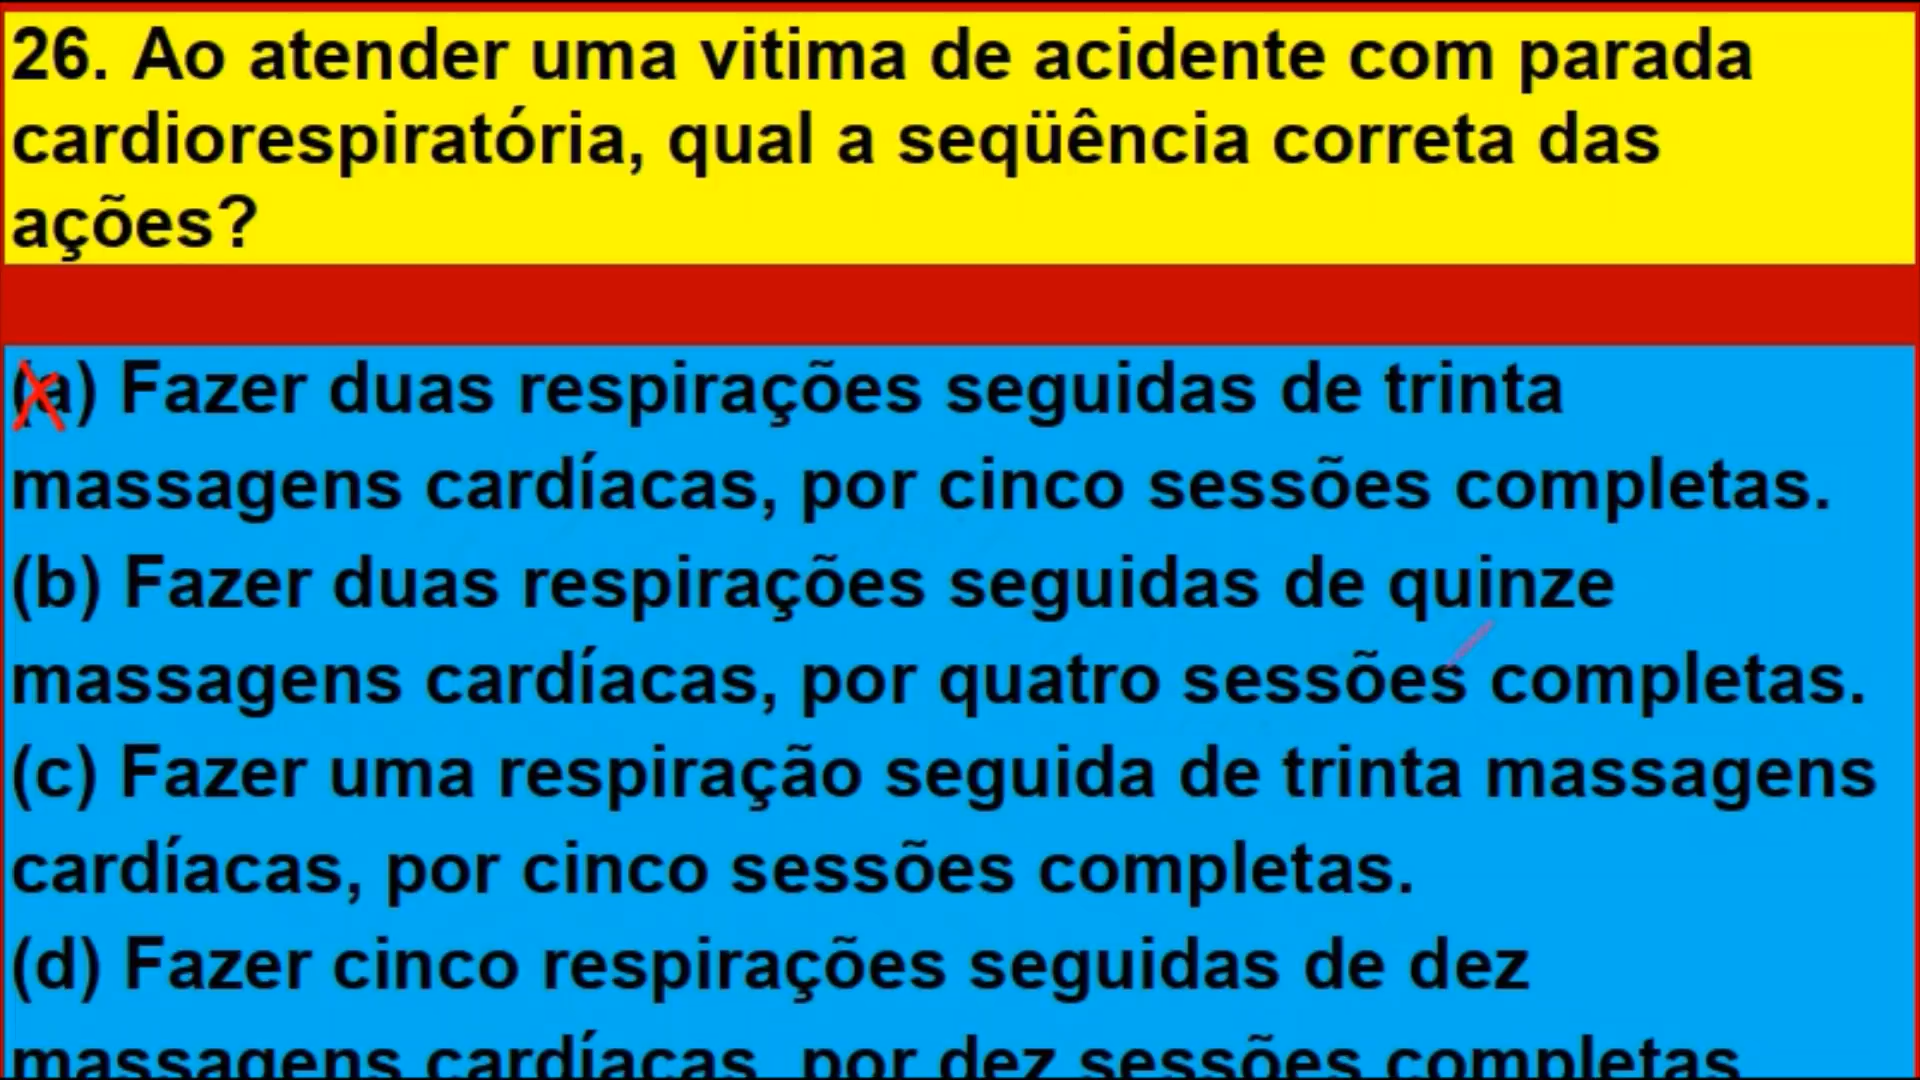 26. Ao atender uma vitima de acidente com parada
cardiorespiratória, qual a seqüência correta das
ações?
(a) Fazer duas respirações seguidas de trinta
massagens cardíacas, por cinco sessões completas.
(b) Fazer duas respirações seguidas de quinze
massagens cardíacas, por quatro sessões completas.
(c) Fazer uma respiração seguida de trinta massagens
cardíacas, por cinco sessões completas.
(d) Fazer cinco respirações seguidas de dez
massagens cardíacas, por dez sessões completas